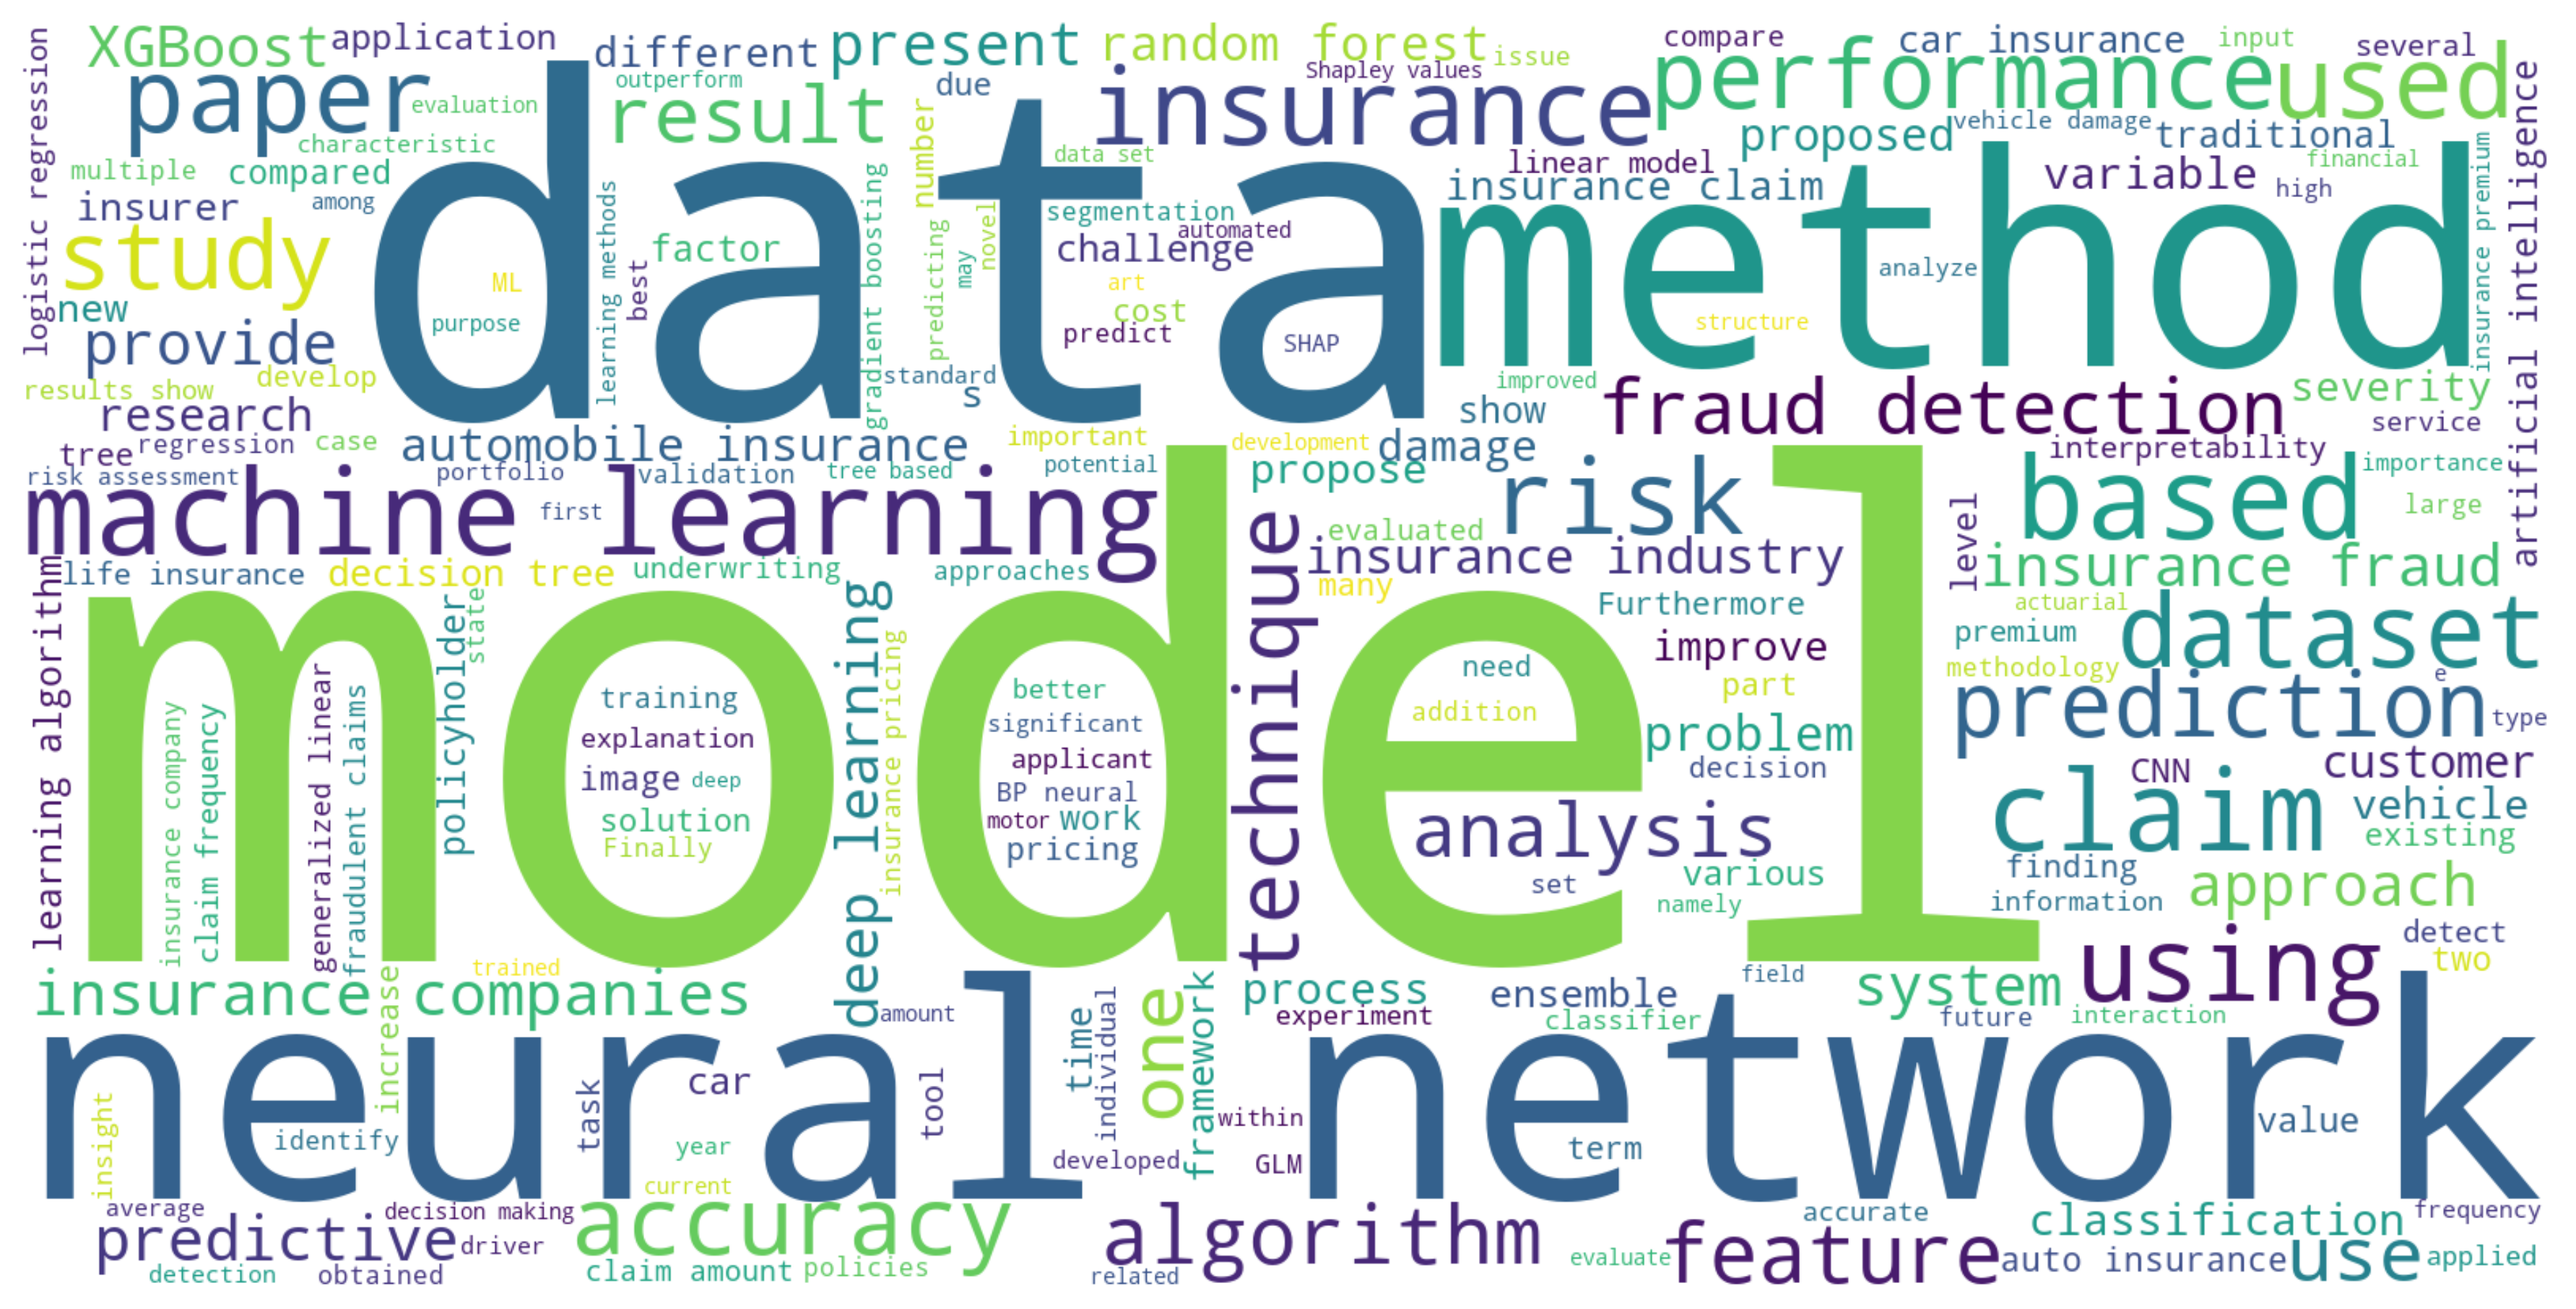 XGBoost
application
different
present
random forest
issue
compare
car insurance
input
several
paper
evaluation
outperform
result
due
Shapley values
insurance
performance
used
logistic regression
data
number
characteristic
multiple
compared
insurer
among
study
ML
purpose
new
provide
learning methods
best
factor
gradient boosting
predicting
may
novel
data set
segmentation
automated
challenge
art
cost
predict
SHAP
standard
s
linear model
insurance claim
proposed
vehicle damage
traditional
variable
financial
high
insurance premium
artificial intelligence
method
analyze
structure
results show
develop
research
tree
regression
case
automobile insurance
important
development
improved
show
damage
fraud detection
severity
service
interpretability
importance
large
risk assessment
portfolio
validation
tree based
potential
propose
machine learning
first
technique
risk
evaluated
insurance industry
many
based
level
insurance fraud
life insurance
decision tree
underwriting
approaches
Furthermore
actuarial
premium
dataset
methodology
e
learning algorithm
model
insurance company
claim frequency
generalized linear
fraudulent claims
policyholder
state
training
explanation
image
deep
solution
Finally
deep learning
insurance pricing
better
significant
applicant
BP neural
motor
work
pricing
need
addition
improve
part
problem
decision
analysis
set
various
namely
prediction
type
CNN
customer
claim
vehicle
existing
finding
information
approach
detect
two
insurance companies
trained
increase
amount
time
individual
one
framework
process
experiment
ensemble
classifier
field
system
future
interaction
using
neural
network
insight
identify
task
car
year
current
tool
developed
within
GLM
term
value
average
decision making
predictive
driver
detection
obtained
accuracy
claim amount
policies
algorithm
related
evaluate
feature
accurate
classification
frequency
auto insurance
use
applied